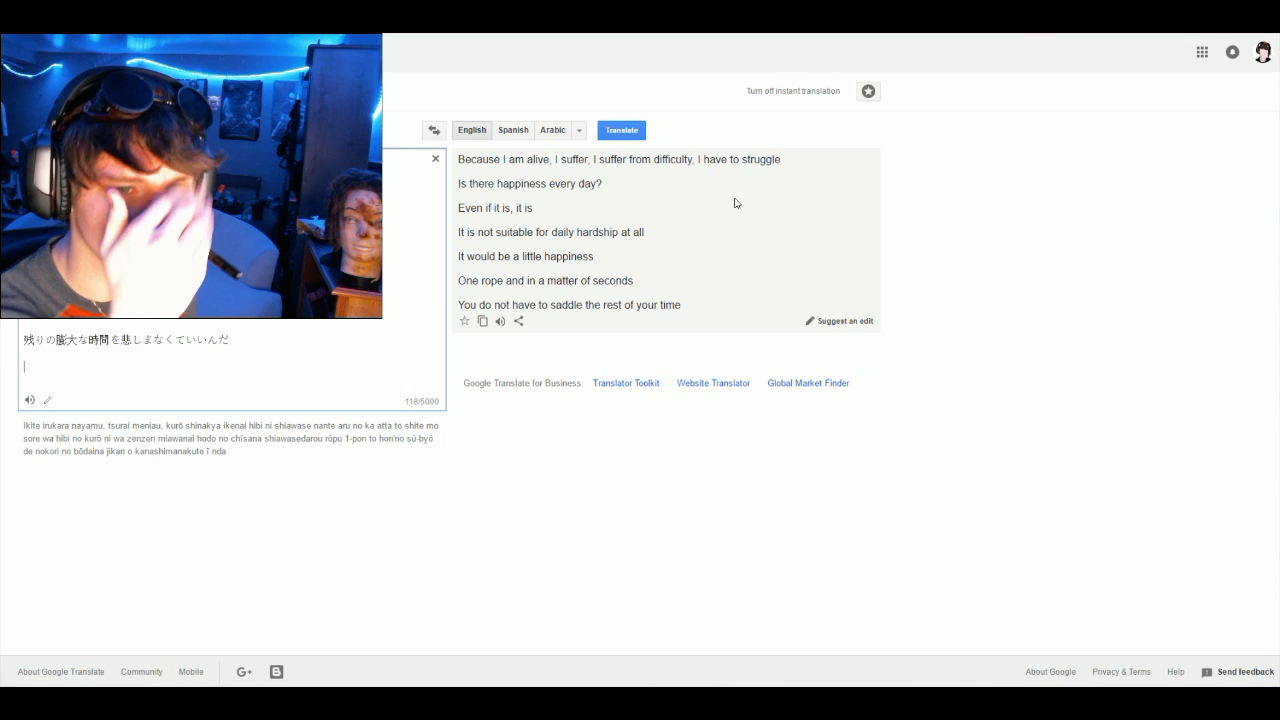 Turn off instant translation
English Spanish Arabic Translate
Because I am alive, I suffer, I suffer from difficulty, I have to struggle
Is there happiness every day?
Even if it is, it is
It is not suitable for daily hardship at all
It would be a little happiness
One rope and in a matter of seconds
You do not have to saddle the rest of your time
Suggest an edit
残りの膨大な時間を悲しまなくていいんだ
118/5000
Google Translate for Business: Translator Toolkit Website Translator Global Market Finder
Ikite irukara nayamu, tsurai meniau, kurō shinakya ikenai hibi ni shiawase nante aru no ka atta to shite mo
sore wa hibi no kurō ni wa zenzen miawanai hodo no chīsana shiawasedarou rōpu 1-pon to hon'no sū-byō
de nokori no bōdaina jikan o kanashimanakute ī nda
About Google Translate Community Mobile G+ B About Google Privacy & Terms Help Send feedback